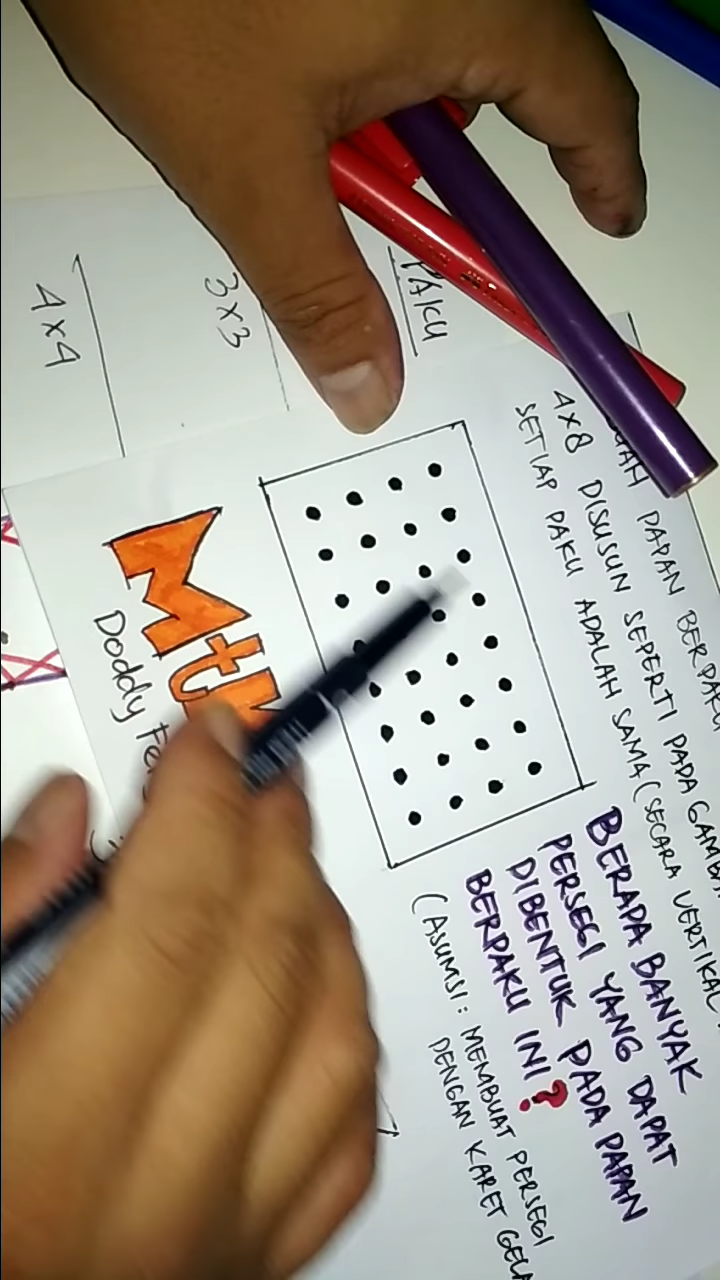 PAKU
PAPAN BERPAKU
4x8 DISUSUN SEPERTI PADA
SETIAP PAKU ADALAH SAMA (SECARA VERTIKAL
BERAPA BANYAK
PERSEGI YANG DAPAT
DIBENTUK PADA PAPAN
BERPAKU INI?
(ASUMSI: MEMBUAT PERSEGI
DENGAN KARET
3x3
4x4
Doddy